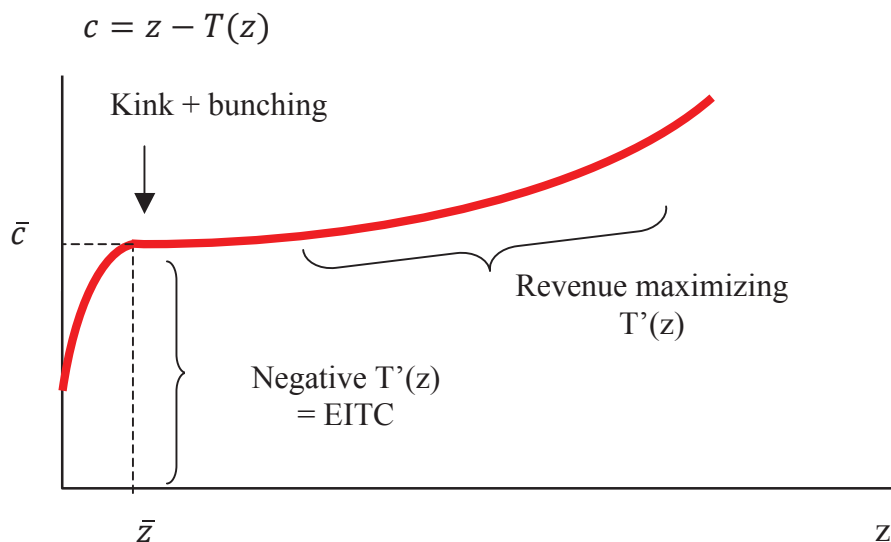 c = z − T(z)
Kink + bunching
c̄
Revenue maximizing
T’(z)
Negative T’(z)
= EITC
z̄
z